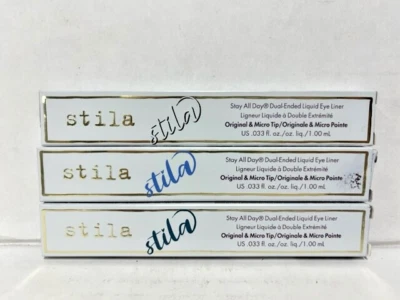 stila
stila
Stay All Day® Dual-Ended Liquid Eye Liner
Ligneur Liquide à Double Extrémité
Original & Micro Tip/Originale & Micro Pointe
US .033 fl. oz./oz. liq./1.00 mL
stila
stila
Stay All Day® Dual-Ended Liquid Eye Liner
Ligneur Liquide à Double Extrémité
Original & Micro Tip/Originale & Micro Pointe
US .033 fl. oz./oz. liq./1.00 mL
stila
stila
Stay All Day® Dual-Ended Liquid Eye Liner
Ligneur Liquide à Double Extrémité
Original & Micro Tip/Originale & Micro Pointe
US .033 fl. oz./oz. liq./1.00 mL